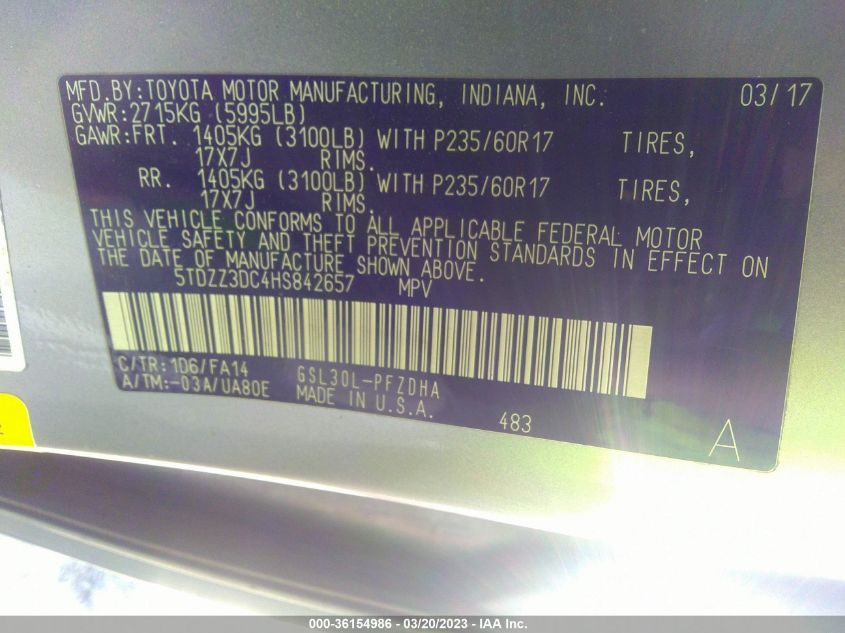 MFD.BY:TOYOTA MOTOR MANUFACTURING, INDIANA, INC. 03/17
GVWR:2715KG (5995LB)
GAWR:FRT. 1405KG (3100LB) WITH P235/60R17 TIRES,
17X7J RIMS.
RR. 1405KG (3100LB) WITH P235/60R17 TIRES,
17X7J RIMS.
THIS VEHICLE CONFORMS TO ALL APPLICABLE FEDERAL MOTOR
VEHICLE SAFETY AND THEFT PREVENTION STANDARDS IN EFFECT ON
THE DATE OF MANUFACTURE SHOWN ABOVE.
5TDZZ3DC4HS842657 MPV
C/TR:1D6/FA14 GSL30L-PFZDHA
A/TM:-03A/UA80E MADE IN U.S.A.
483
A
000-36154986 - 03/20/2023 - IAA Inc.